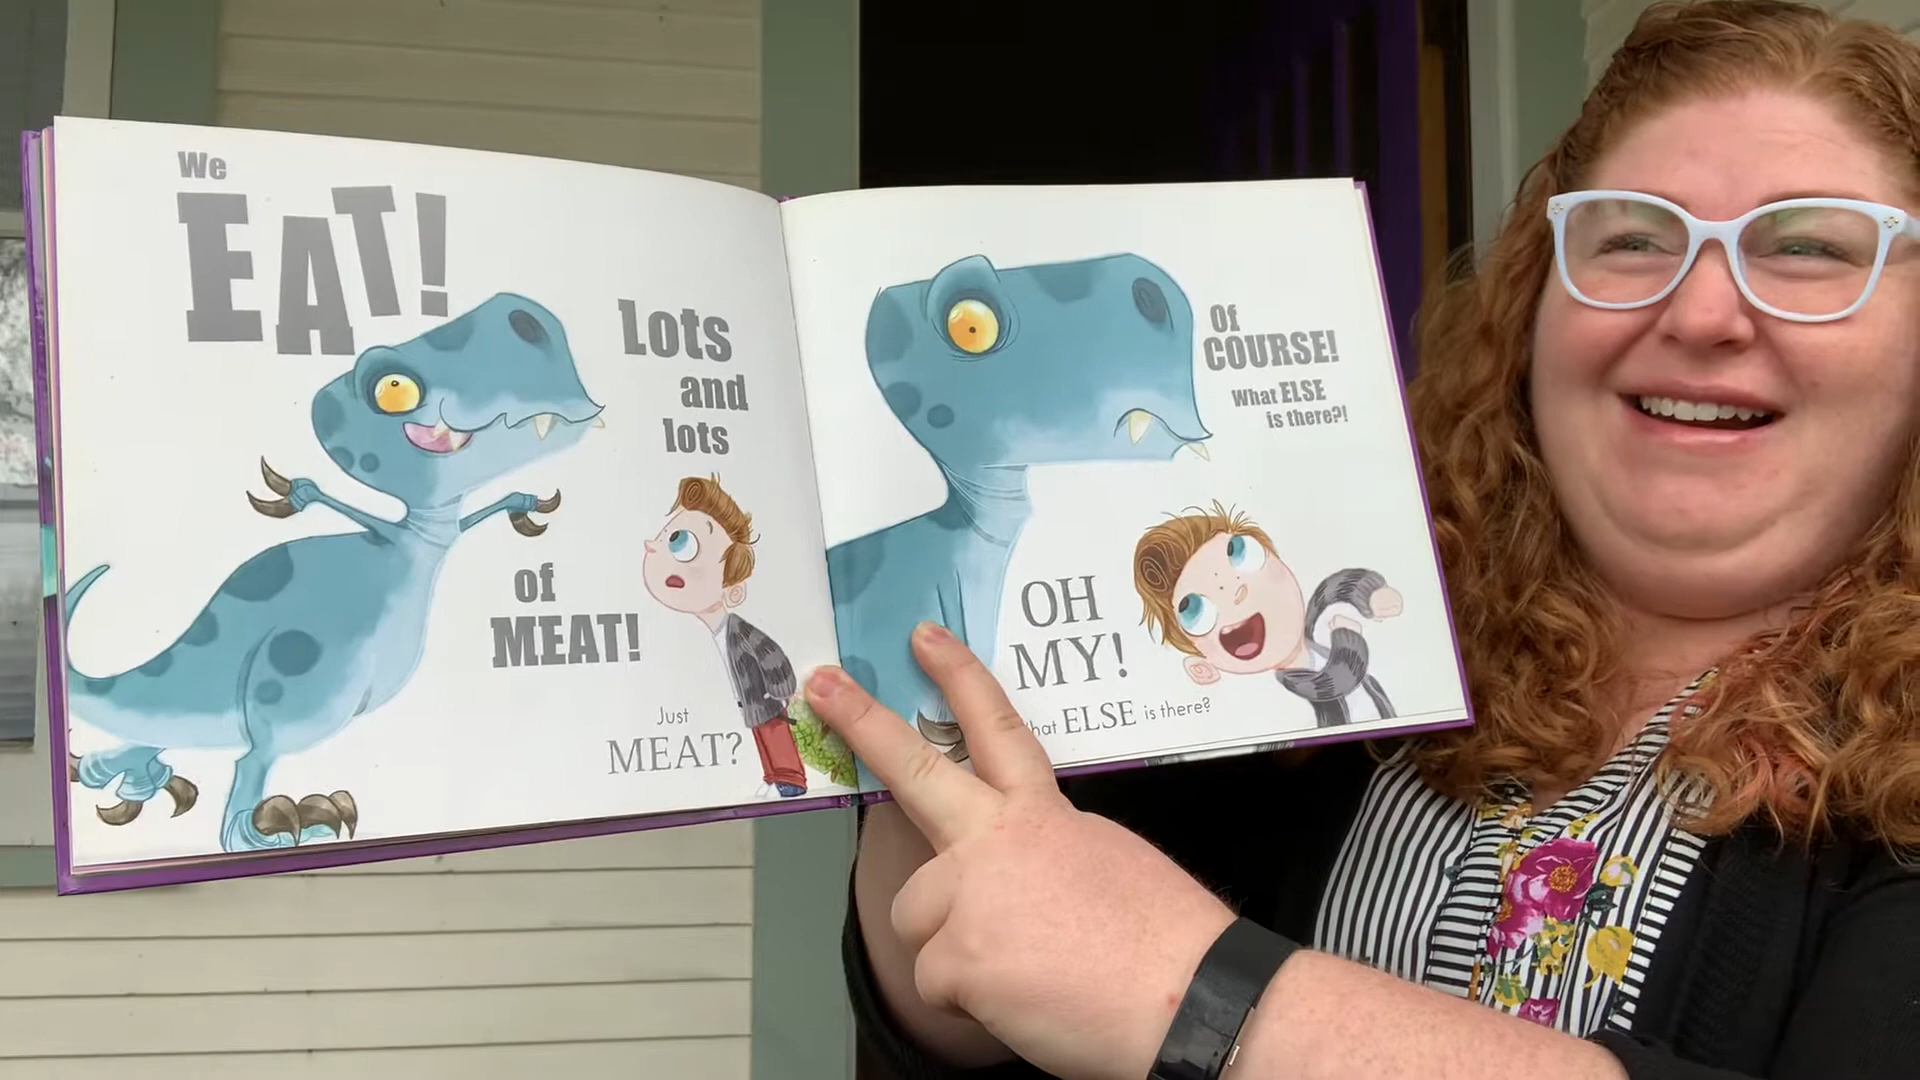 We
EAT!
Lots
and
lots
of
MEAT!
Just
MEAT?
Of
COURSE!
What ELSE
is there?!
OH
MY!
ELSE is there?